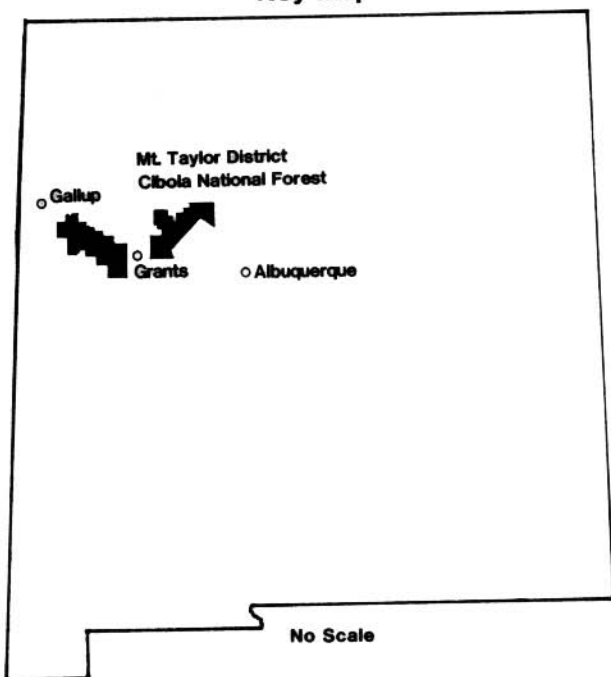 Mt. Taylor District
Cibola National Forest
Gallup
Grants
Albuquerque
No Scale